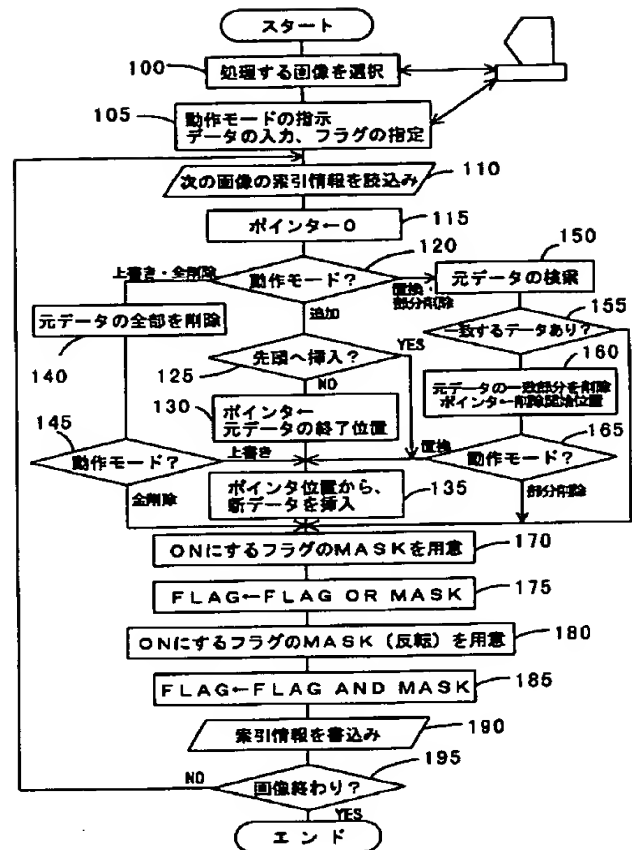 スタート
100
処理する画像を選択
105
動作モードの指示
データの入力、フラグの指定
次の画像の索引情報を読込み
110
ポインタ←0
115
120
動作モード?
上書き・全削除
置換・
部分削除
追加
150
元データの検索
元データの全部を削除
140
155
一致するデータあり?
先頭へ挿入?
125
YES
NO
160
元データの一致部分を削除
ポインタ←削除開始位置
130
ポインタ←
元データの終了位置
145
動作モード?
上書き
全削除
165
動作モード?
置換
部分削除
ポインタ位置から、
新データを挿入
135
ONにするフラグのMASKを用意
170
FLAG←FLAG OR MASK
175
ONにするフラグのMASK(反転)を用意
180
FLAG←FLAG AND MASK
185
索引情報を書込み
190
画像終わり?
195
NO
YES
エンド